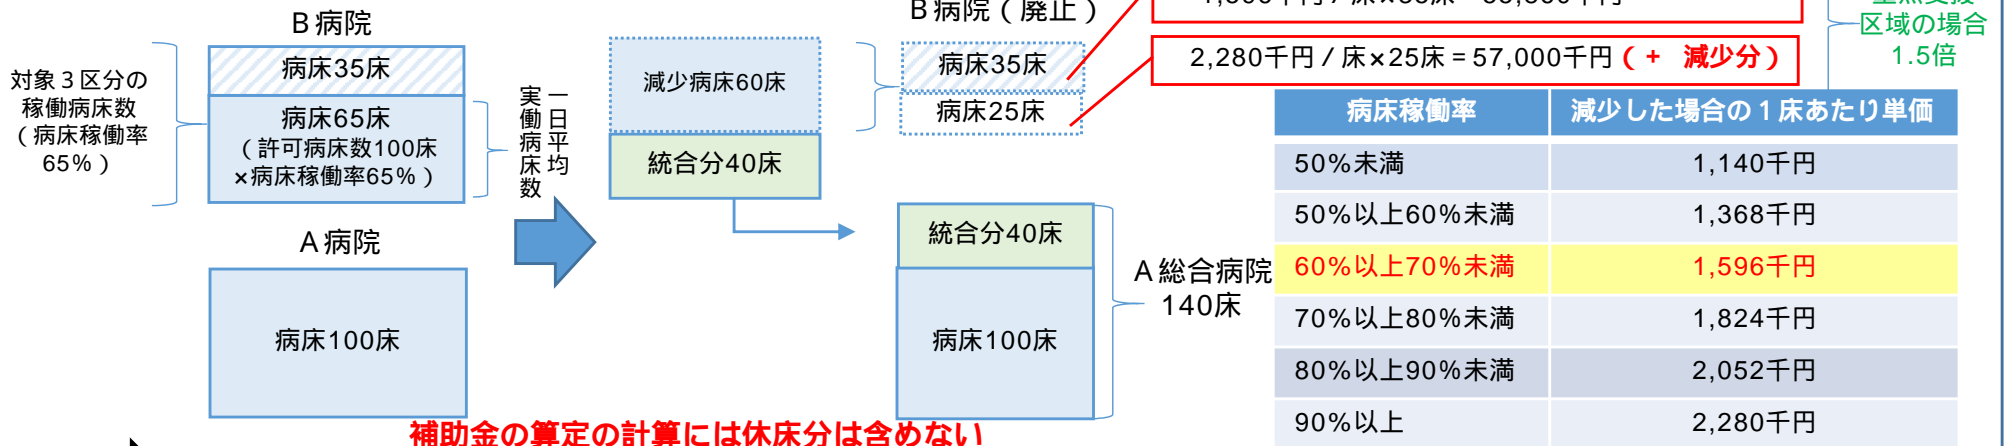 B病院
病床35床
病床65床
（許可病床数100床
×病床稼働率65％）
対象３区分の
稼働病床数
（病床稼働率
65％）
一日平均
実働病床数
A病院
病床100床
減少病床60床
統合分40床
B病院（廃止）
病床35床
病床25床
統合分40床
病床100床
A総合病院
140床
2,280千円／床×25床＝57,000千円（＋　減少分）
区域の場合
1.5倍
病床稼働率　減少した場合の１床あたり単価
50％未満　1,140千円
50％以上60％未満　1,368千円
60％以上70％未満　1,596千円
70％以上80％未満　1,824千円
80％以上90％未満　2,052千円
90％以上　2,280千円
補助金の算定の計算には休床分は含めない